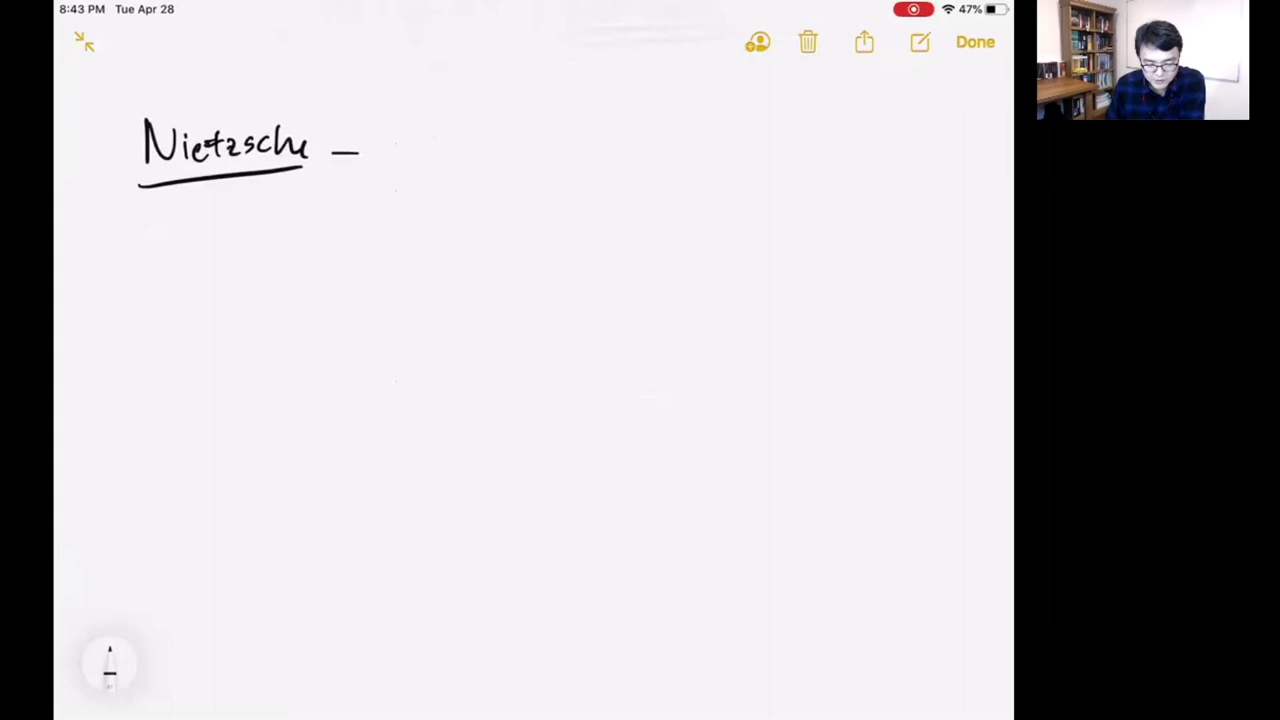 8:43 PM Tue Apr 28 47%
Done
Nietzsche –